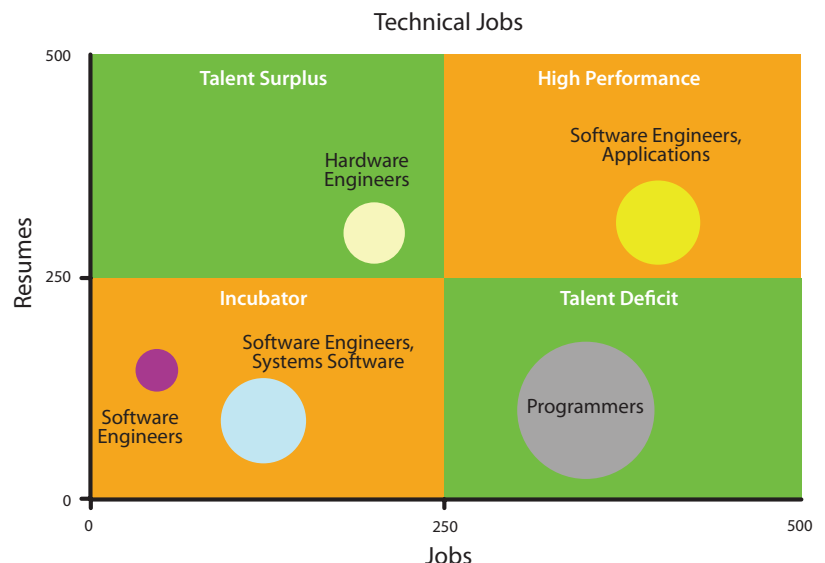 Technical Jobs
500
Talent Surplus
High Performance
Software Engineers,
Applications
Hardware
Engineers
Resumes
250
Incubator
Talent Deficit
Software Engineers,
Systems Software
Programmers
Software
Engineers
0
0
250
500
Jobs